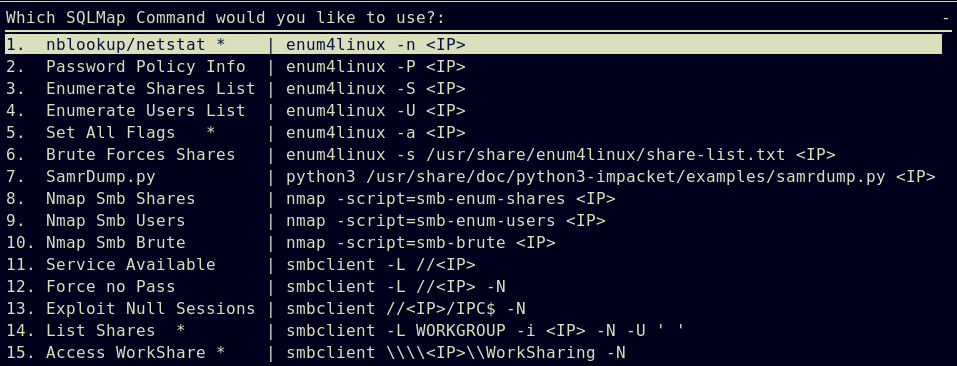 Which SQLMap Command would you like to use?: -
1. nblookup/netstat * | enum4linux -n <IP>
2. Password Policy Info | enum4linux -P <IP>
3. Enumerate Shares List | enum4linux -S <IP>
4. Enumerate Users List | enum4linux -U <IP>
5. Set All Flags * | enum4linux -a <IP>
6. Brute Forces Shares | enum4linux -s /usr/share/enum4linux/share-list.txt <IP>
7. SamrDump.py | python3 /usr/share/doc/python3-impacket/examples/samrdump.py <IP>
8. Nmap Smb Shares | nmap -script=smb-enum-shares <IP>
9. Nmap Smb Users | nmap -script=smb-enum-users <IP>
10. Nmap Smb Brute | nmap -script=smb-brute <IP>
11. Service Available | smbclient -L //<IP>
12. Force no Pass | smbclient -L //<IP> -N
13. Exploit Null Sessions | smbclient //<IP>/IPC$ -N
14. List Shares * | smbclient -L WORKGROUP -i <IP> -N -U ' '
15. Access WorkShare * | smbclient \\\\<IP>\\WorkSharing -N